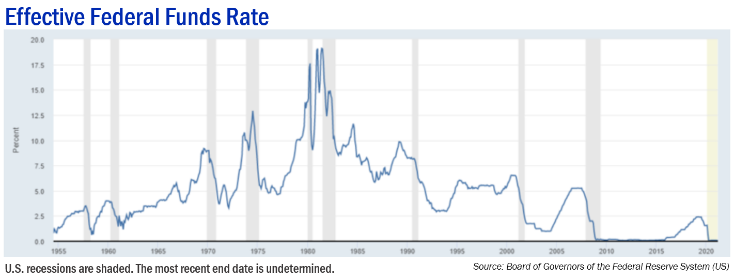 Effective Federal Funds Rate
20.0
17.5
15.0
12.5
10.0
7.5
5.0
2.5
0.0
Percent
1955 1960 1965 1970 1975 1980 1985 1990 1995 2000 2005 2010 2015 2020
U.S. recessions are shaded. The most recent end date is undetermined.
Source: Board of Governors of the Federal Reserve System (US)